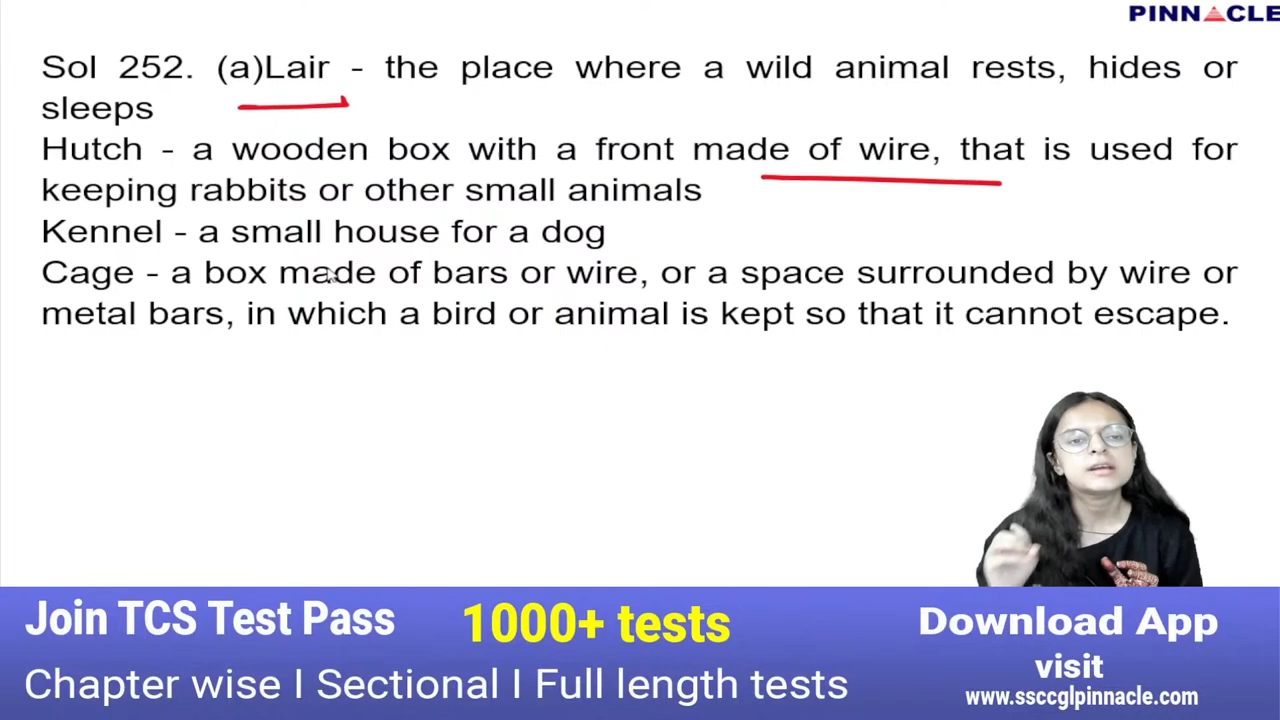 PINNACLE
Sol 252. (a)Lair - the place where a wild animal rests, hides or
sleeps
Hutch - a wooden box with a front made of wire, that is used for
keeping rabbits or other small animals
Kennel - a small house for a dog
Cage - a box made of bars or wire, or a space surrounded by wire or
metal bars, in which a bird or animal is kept so that it cannot escape.
Join TCS Test Pass
1000+ tests
Chapter wise I Sectional I Full length tests
Download App
visit
www.ssccglpinnacle.com